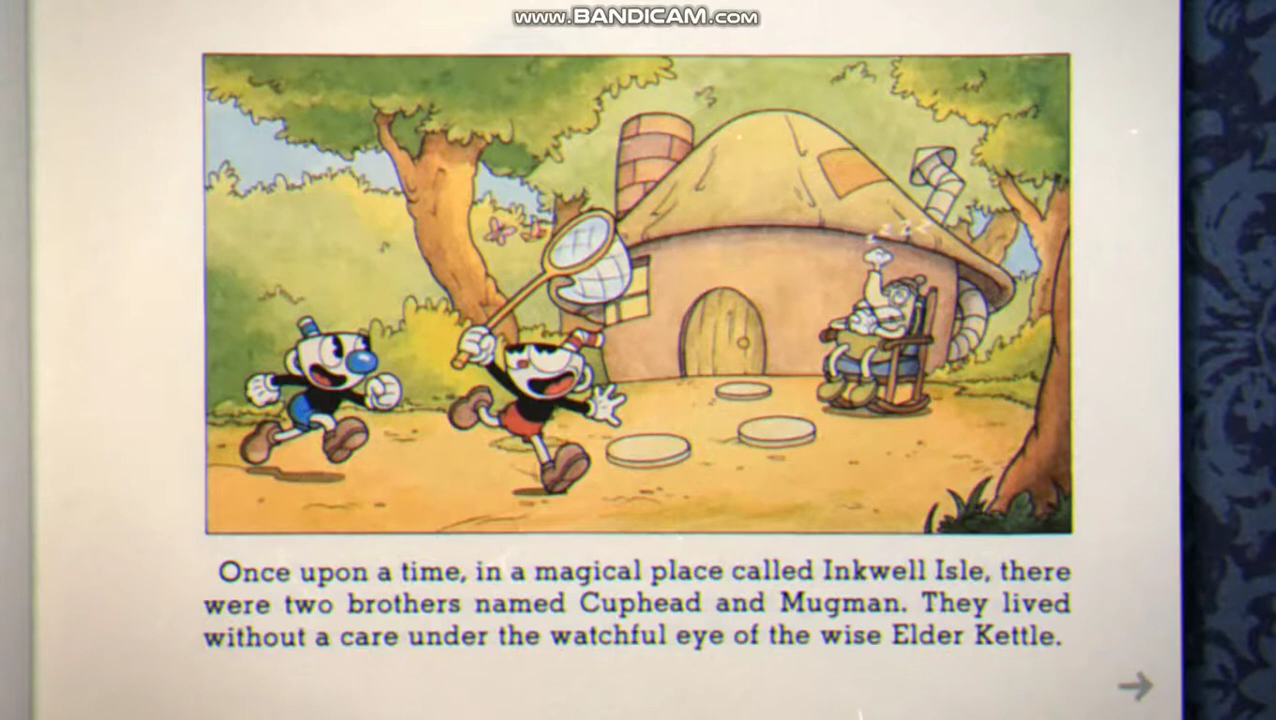 www.BANDICAM.com
z z z z
Once upon a time, in a magical place called Inkwell Isle, there
were two brothers named Cuphead and Mugman. They lived
without a care under the watchful eye of the wise Elder Kettle.